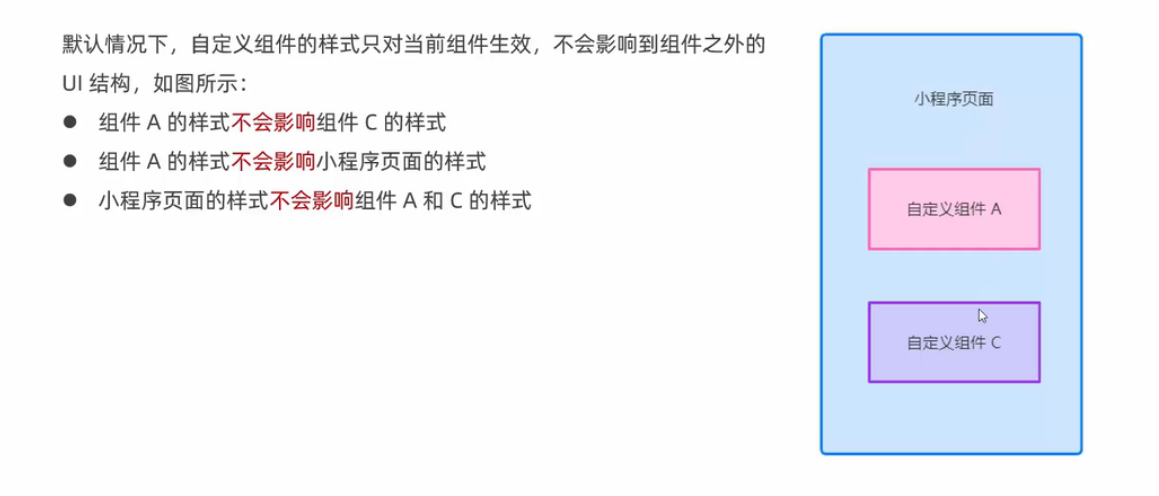 默认情况下，自定义组件的样式只对当前组件生效，不会影响到组件之外的
UI 结构，如图所示：
● 组件 A 的样式不会影响组件 C 的样式
● 组件 A 的样式不会影响小程序页面的样式
● 小程序页面的样式不会影响组件 A 和 C 的样式
小程序页面
自定义组件 A
自定义组件 C